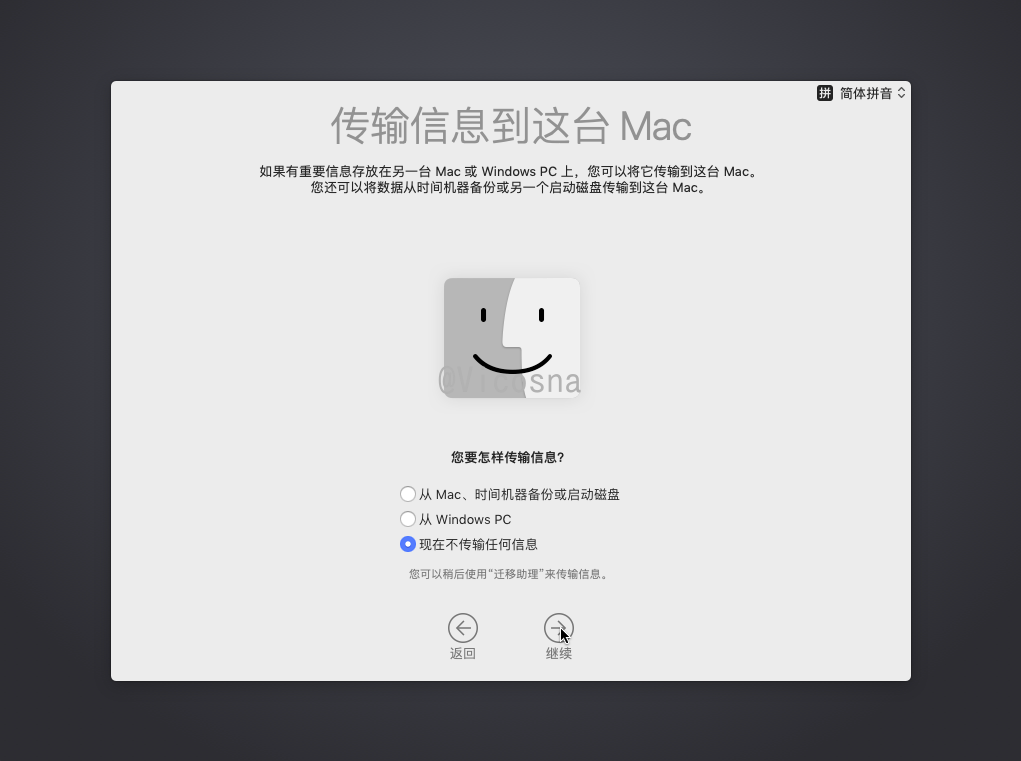 拼 简体拼音
传输信息到这台 Mac
如果有重要信息存放在另一台 Mac 或 Windows PC 上，您可以将它传输到这台 Mac。
您还可以将数据从时间机器备份或另一个启动磁盘传输到这台 Mac。
@Vicosna
您要怎样传输信息?
从 Mac、时间机器备份或启动磁盘
从 Windows PC
现在不传输任何信息
您可以稍后使用“迁移助理”来传输信息。
返回
继续